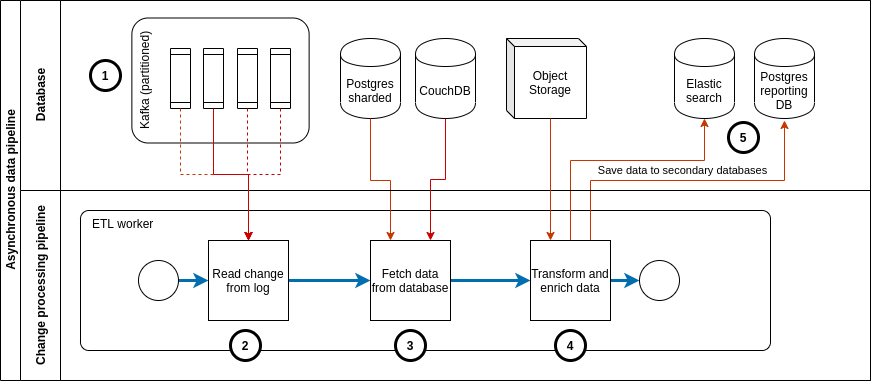 Asynchronous data pipeline
Database
Kafka (partitioned)
1
Postgres
sharded
CouchDB
Object
Storage
Elastic
search
Postgres
reporting
DB
5
Save data to secondary databases
Change processing pipeline
ETL worker
Read change
from log
Fetch data
from database
Transform and
enrich data
2
3
4